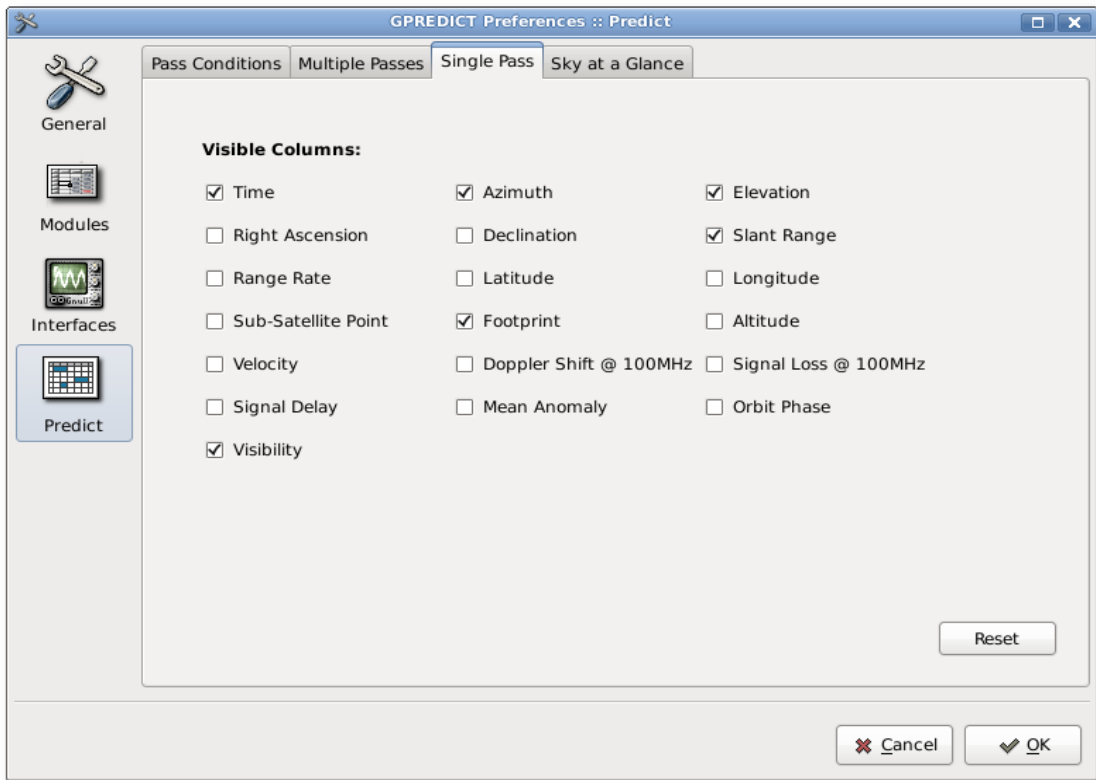 GPREDICT Preferences :: Predict
General
Modules
Interfaces
Predict
Pass Conditions Multiple Passes Single Pass Sky at a Glance
Visible Columns:
Time Azimuth Elevation
Right Ascension Declination Slant Range
Range Rate Latitude Longitude
Sub-Satellite Point Footprint Altitude
Velocity Doppler Shift @ 100MHz Signal Loss @ 100MHz
Signal Delay Mean Anomaly Orbit Phase
Visibility
Reset
Cancel OK